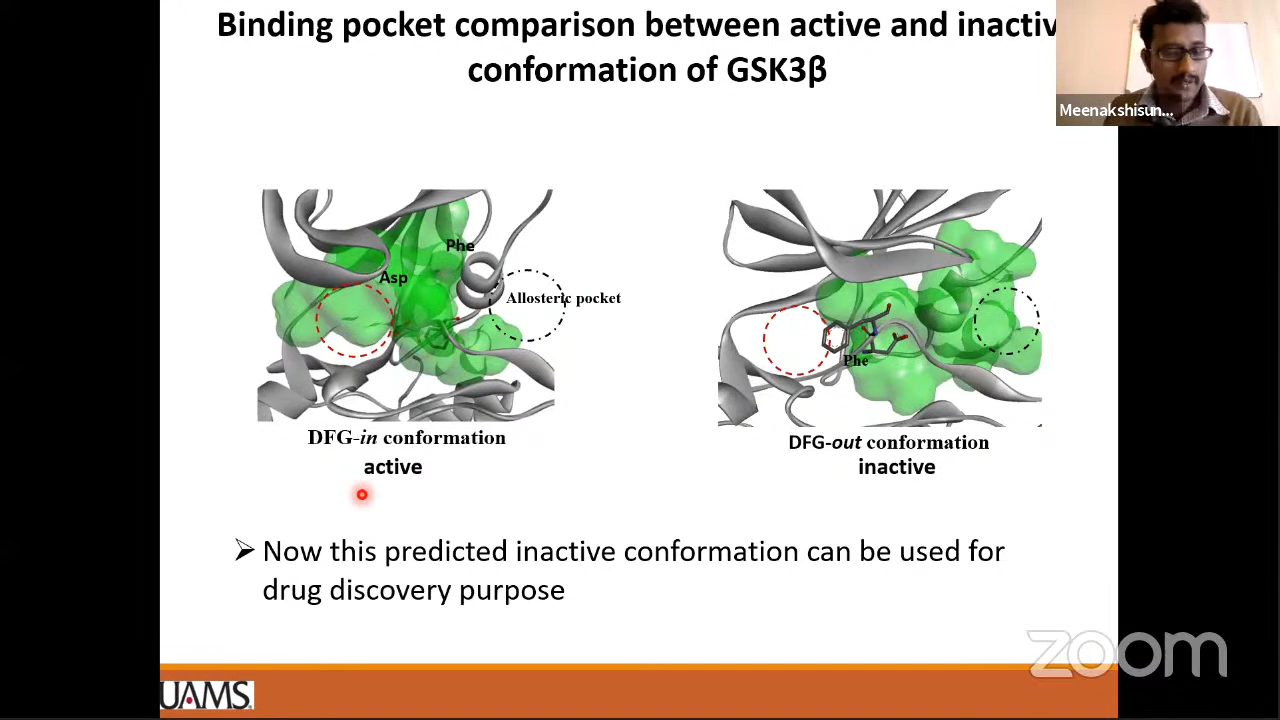 Binding pocket comparison between active and inactiv
conformation of GSK3β
Meenakshisun...
Phe
Asp
Allosteric pocket
Phe
DFG-in conformation
active
DFG-out conformation
inactive
➢ Now this predicted inactive conformation can be used for
drug discovery purpose
zoom
UAMS